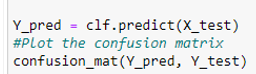 Y_pred = clf.predict(X_test)
#Plot the confusion matrix
confusion_mat(Y_pred, Y_test)